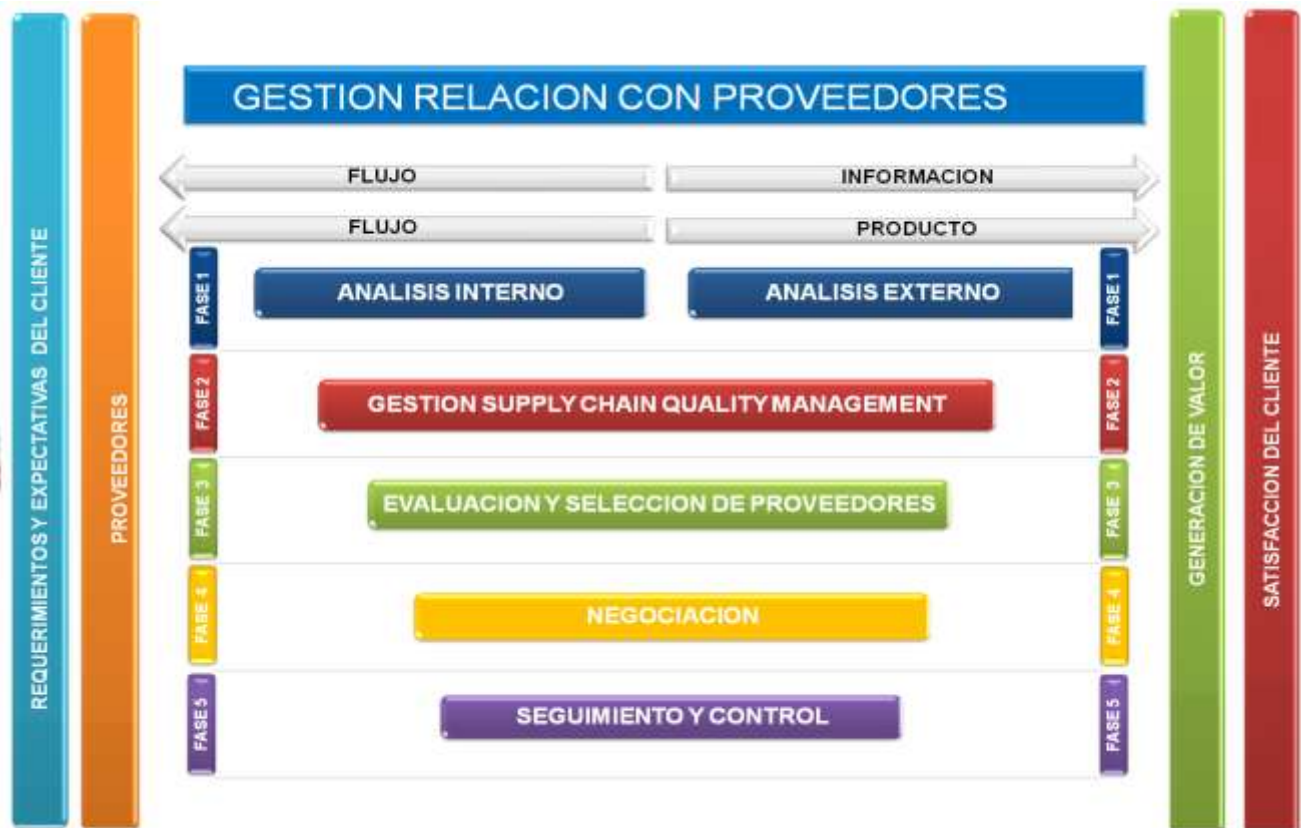 REQUERIMIENTOS Y EXPECTATIVAS DEL CLIENTE
PROVEEDORES
GESTION RELACION CON PROVEEDORES
FLUJO
INFORMACION
FLUJO
PRODUCTO
FASE 1
ANALISIS INTERNO
ANALISIS EXTERNO
FASE 1
FASE 2
GESTION SUPPLY CHAIN QUALITY MANAGEMENT
FASE 2
FASE 3
EVALUACION Y SELECCION DE PROVEEDORES
FASE 3
FASE 4
NEGOCIACION
FASE 4
FASE 5
SEGUIMIENTO Y CONTROL
FASE 5
GENERACION DE VALOR
SATISFACCION DEL CLIENTE